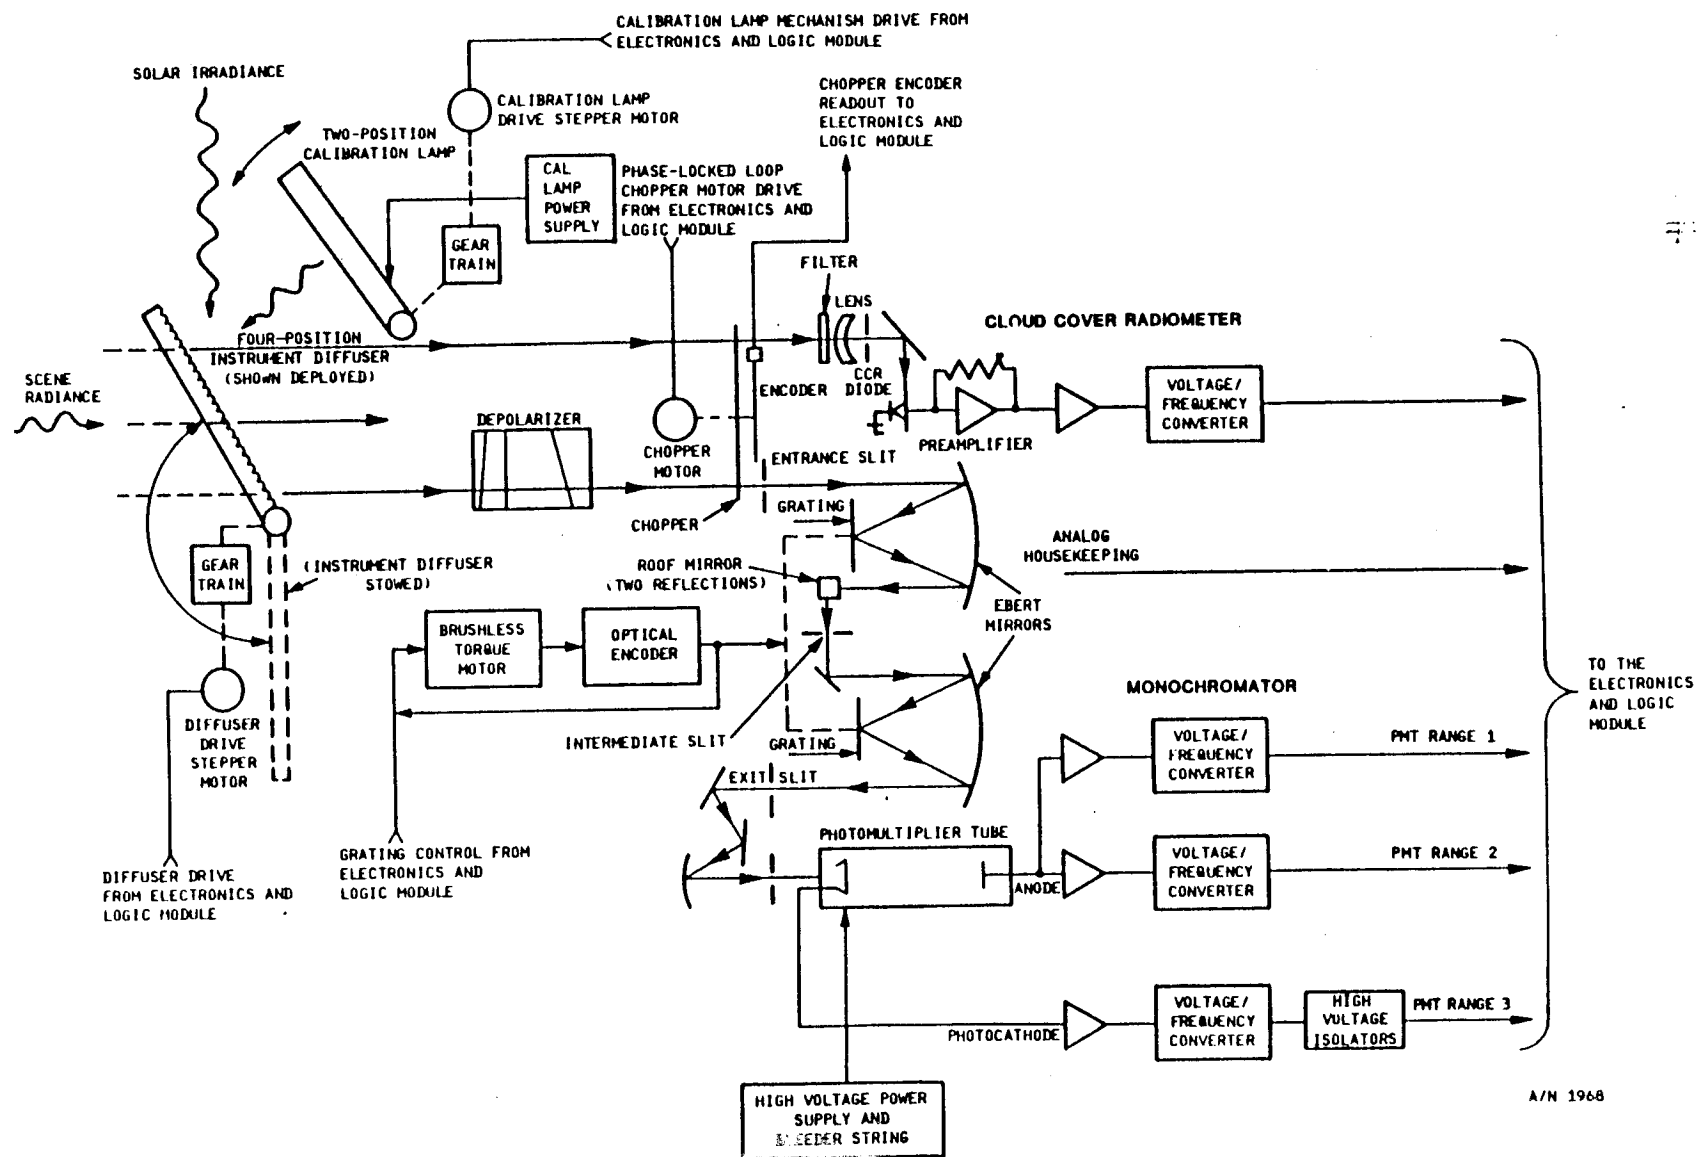 CALIBRATION LAMP MECHANISM DRIVE FROM
ELECTRONICS AND LOGIC MODULE
SOLAR IRRADIANCE
CALIBRATION LAMP
DRIVE STEPPER MOTOR
CHOPPER ENCODER
READOUT TO
ELECTRONICS AND
LOGIC MODULE
TWO-POSITION
CALIBRATION LAMP
CAL
LAMP
POWER
SUPPLY
PHASE-LOCKED LOOP
CHOPPER MOTOR DRIVE
FROM ELECTRONICS AND
LOGIC MODULE
GEAR
TRAIN
FILTER
LENS
CLOUD COVER RADIOMETER
FOUR-POSITION
INSTRUMENT DIFFUSER
(SHOWN DEPLOYED)
SCENE
RADIANCE
ENCODER
CCR
DIODE
VOLTAGE/
FREQUENCY
CONVERTER
PREAMPLIFIER
DEPOLARIZER
CHOPPER
MOTOR
ENTRANCE SLIT
CHOPPER
GRATING
ANALOG
HOUSEKEEPING
GEAR
TRAIN
(INSTRUMENT DIFFUSER
STOWED)
ROOF MIRROR
(TWO REFLECTIONS)
EBERT
MIRRORS
BRUSHLESS
TORQUE
MOTOR
OPTICAL
ENCODER
TO THE
ELECTRONICS
AND LOGIC
MODULE
MONOCHROMATOR
DIFFUSER
DRIVE
STEPPER
MOTOR
INTERMEDIATE SLIT
GRATING
VOLTAGE/
FREQUENCY
CONVERTER
PMT RANGE 1
EXIT SLIT
PHOTOMULTIPLIER TUBE
ANODE
VOLTAGE/
FREQUENCY
CONVERTER
PMT RANGE 2
DIFFUSER DRIVE
FROM ELECTRONICS AND
LOGIC MODULE
GRATING CONTROL FROM
ELECTRONICS AND
LOGIC MODULE
PHOTOCATHODE
VOLTAGE/
FREQUENCY
CONVERTER
HIGH
VOLTAGE
ISOLATORS
PMT RANGE 3
HIGH VOLTAGE POWER
SUPPLY AND
BLEEDER STRING
A/N 1968